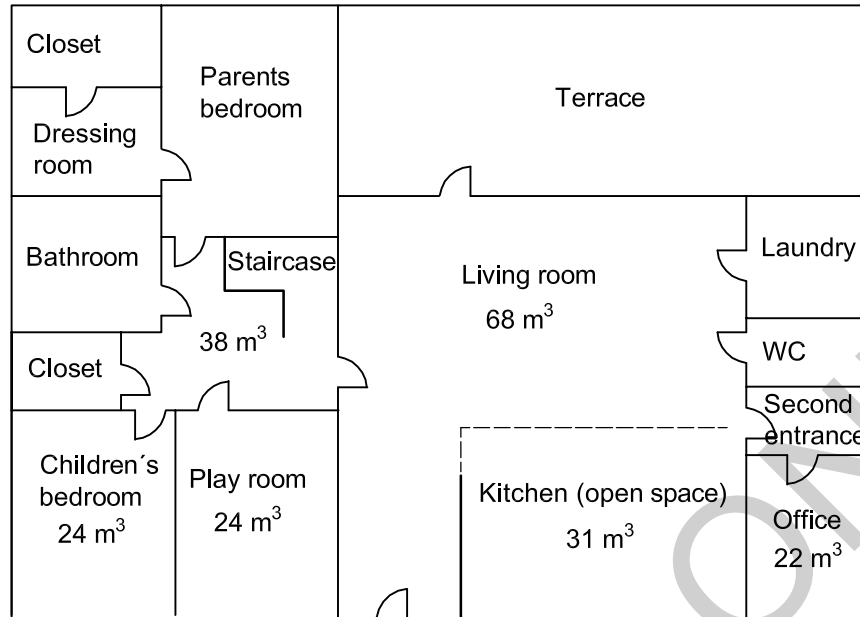 Closet
Parents
bedroom
Terrace
Dressing
room
Bathroom
Staircase
Living room
68 m³
Laundry
38 m³
WC
Closet
Second
entrance
Children´s
bedroom
24 m³
Play room
24 m³
Kitchen (open space)
31 m³
Office
22 m³
ON